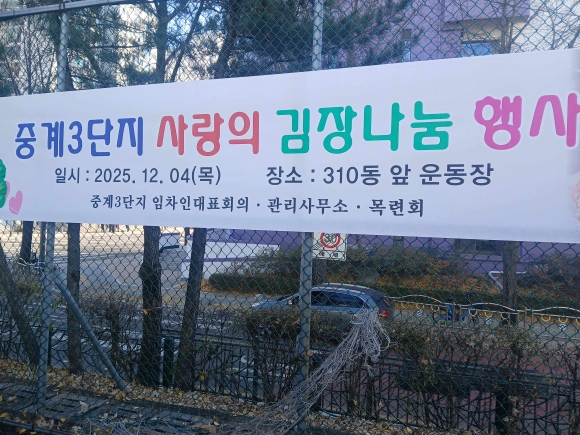 중계3단지 사랑의 김장나눔 행사
일시 : 2025. 12. 04(목) 장소 : 310동 앞 운동장
중계3단지 임차인대표회의 · 관리사무소 · 목련회